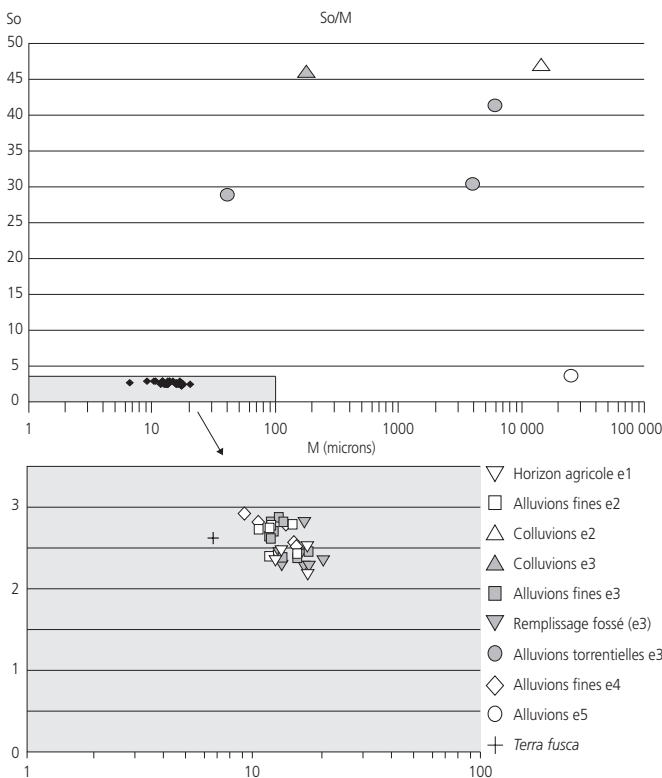 So
So/M
50
45
40
35
30
25
20
15
10
5
0
1
10
100
1000
10 000
100 000
M (microns)
3
2
1
0
1
10
100
Horizon agricole e1
Alluvions fines e2
Colluvions e2
Colluvions e3
Alluvions fines e3
Remplissage fossé (e3)
Alluvions torrentielles e3
Alluvions fines e4
Alluvions e5
Terra fusca